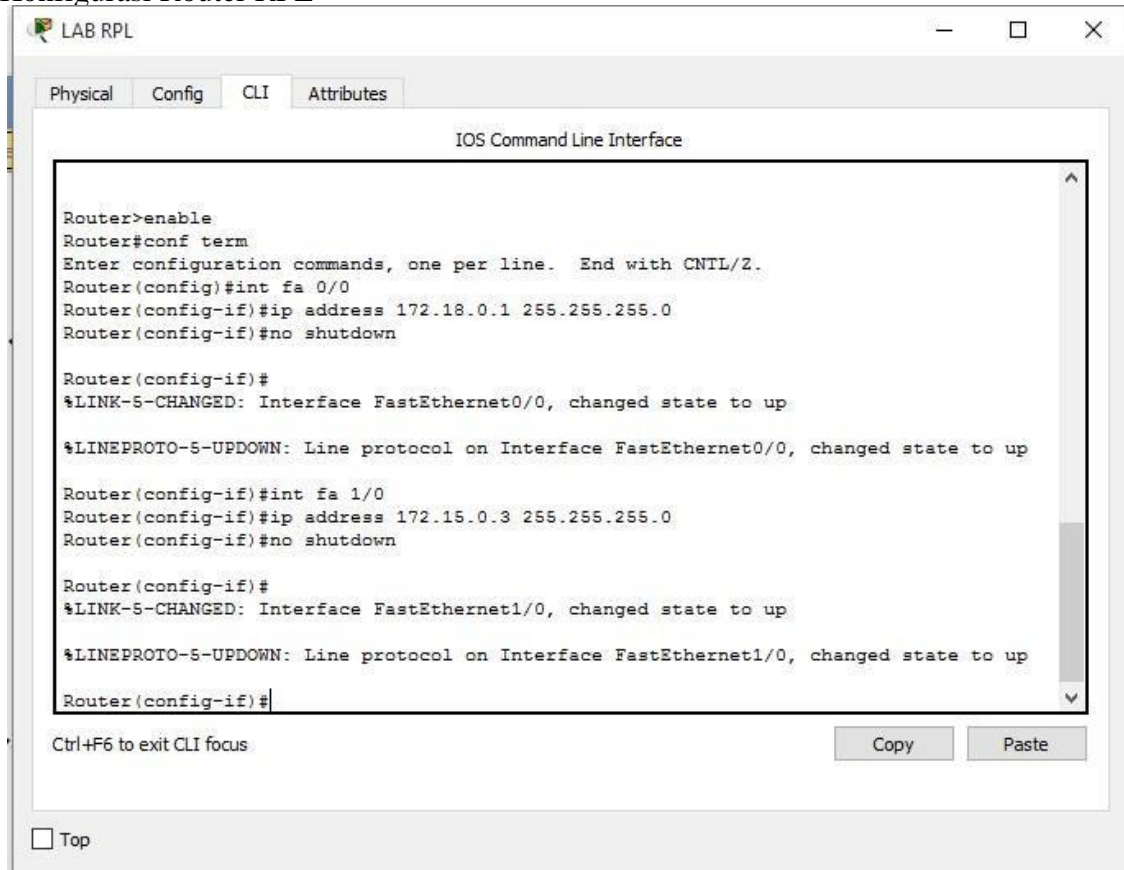 Konfigurasi Router RPL
LAB RPL
Physical Config CLI Attributes
IOS Command Line Interface
Router>enable
Router#conf term
Enter configuration commands, one per line.  End with CNTL/Z.
Router(config)#int fa 0/0
Router(config-if)#ip address 172.18.0.1 255.255.255.0
Router(config-if)#no shutdown
Router(config-if)#
%LINK-5-CHANGED: Interface FastEthernet0/0, changed state to up
%LINEPROTO-5-UPDOWN: Line protocol on Interface FastEthernet0/0, changed state to up
Router(config-if)#int fa 1/0
Router(config-if)#ip address 172.15.0.3 255.255.255.0
Router(config-if)#no shutdown
Router(config-if)#
%LINK-5-CHANGED: Interface FastEthernet1/0, changed state to up
%LINEPROTO-5-UPDOWN: Line protocol on Interface FastEthernet1/0, changed state to up
Router(config-if)#
Ctrl+F6 to exit CLI focus Copy Paste
Top